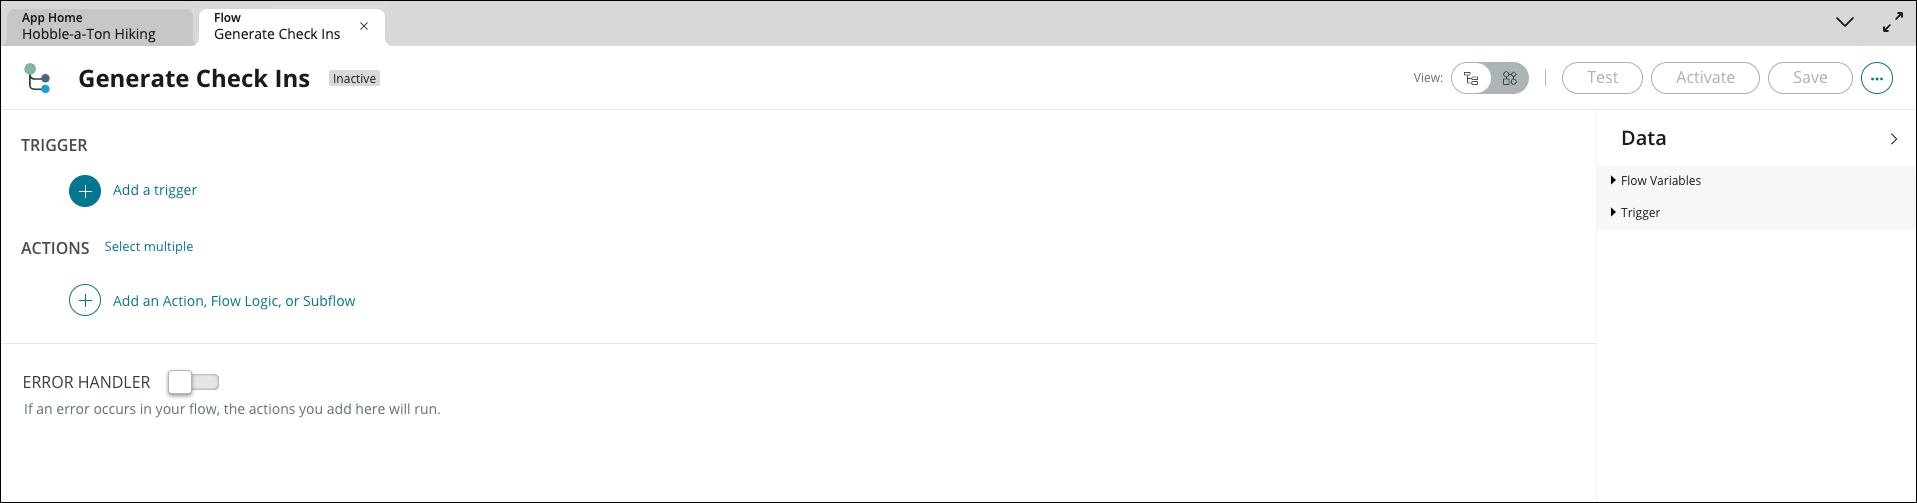 App Home
Hobble-a-Ton Hiking
Flow
Generate Check Ins
Generate Check Ins
Inactive
View:
Test
Activate
Save
TRIGGER
Add a trigger
ACTIONS
Select multiple
Add an Action, Flow Logic, or Subflow
ERROR HANDLER
If an error occurs in your flow, the actions you add here will run.
Data
Flow Variables
Trigger